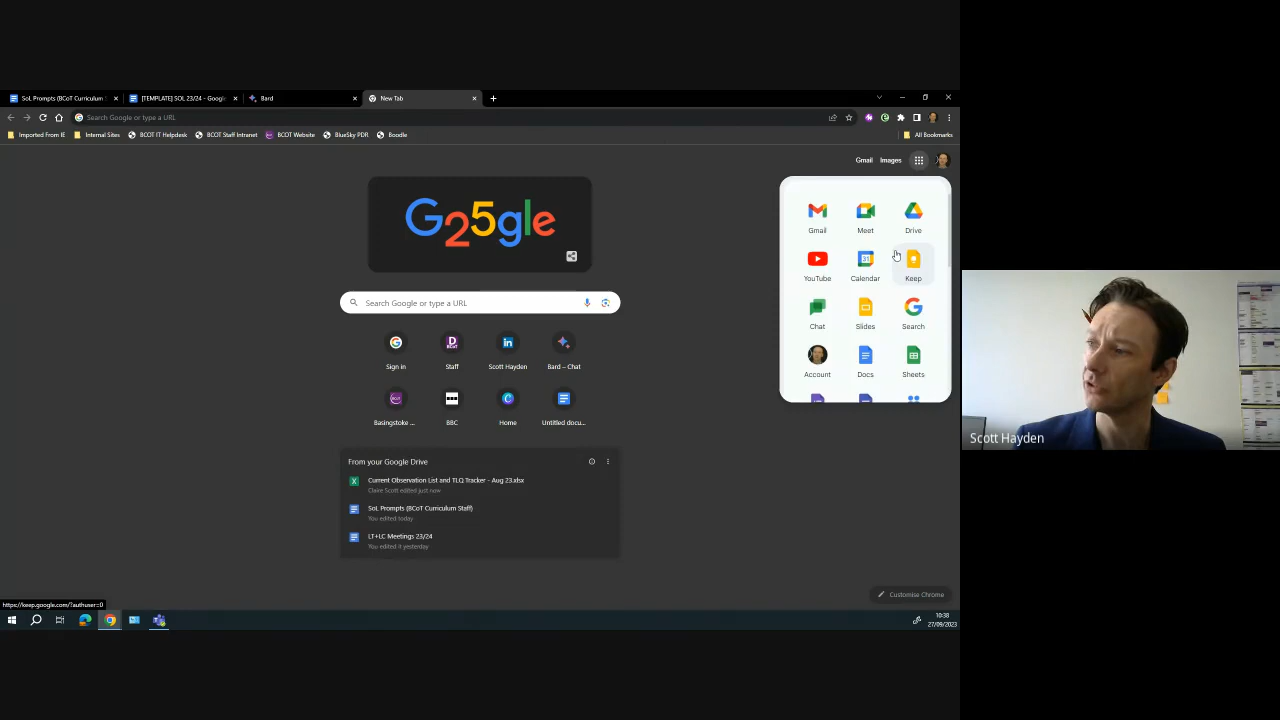 SoL Prompts (BCoT Curriculum S
[TEMPLATE] SOL 23/24 - Google
Bard
New Tab
Search Google or type a URL
Imported From IE
Internal Sites
BCOT IT Helpdesk
BCOT Staff Intranet
BCOT Website
BlueSky PDR
Boodle
All Bookmarks
Gmail
Images
G25gle
Gmail
Meet
Drive
YouTube
Calendar
Keep
Chat
Slides
Search
Account
Docs
Sheets
Search Google or type a URL
Sign in
Staff
Scott Hayden
Bard – Chat
Basingstoke ...
BBC
Home
Untitled docu...
From your Google Drive
Current Observation List and TLQ Tracker - Aug 23.xlsx
Claire Scott edited just now
SoL Prompts (BCoT Curriculum Staff)
You edited today
LT+LC Meetings 23/24
You edited it yesterday
Customise Chrome
https://keep.google.com/?authuser=0
10:38
27/09/2023
Scott Hayden